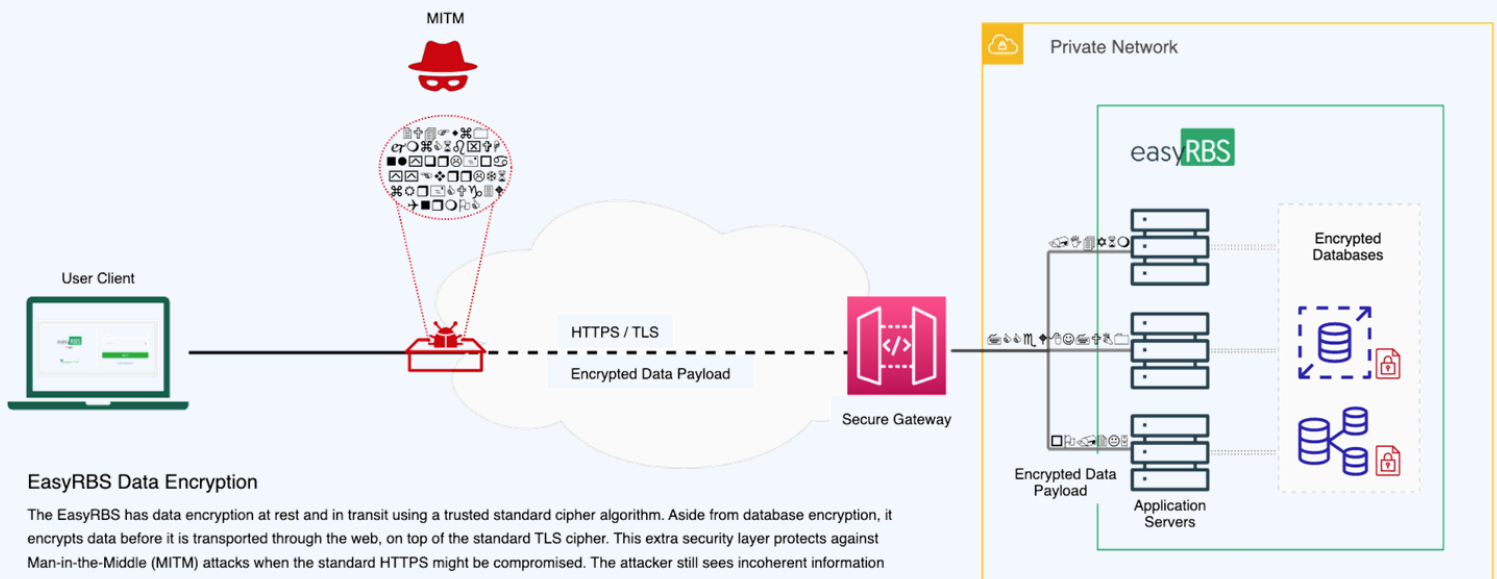 MITM
Private Network
easyRBS
User Client
HTTPS / TLS
Encrypted Data Payload
Secure Gateway
Encrypted
Databases
Encrypted Data
Payload
Application
Servers
EasyRBS Data Encryption
The EasyRBS has data encryption at rest and in transit using a trusted standard cipher algorithm. Aside from database encryption, it
encrypts data before it is transported through the web, on top of the standard TLS cipher. This extra security layer protects against
Man-in-the-Middle (MITM) attacks when the standard HTTPS might be compromised. The attacker still sees incoherent information